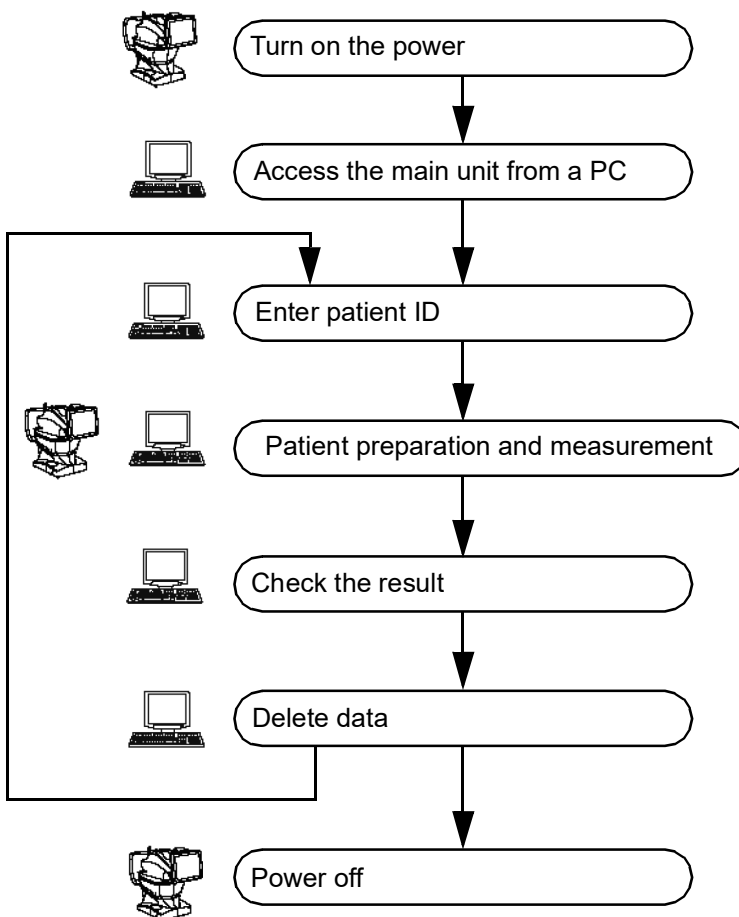 Turn on the power
Access the main unit from a PC
Enter patient ID
Patient preparation and measurement
Check the result
Delete data
Power off